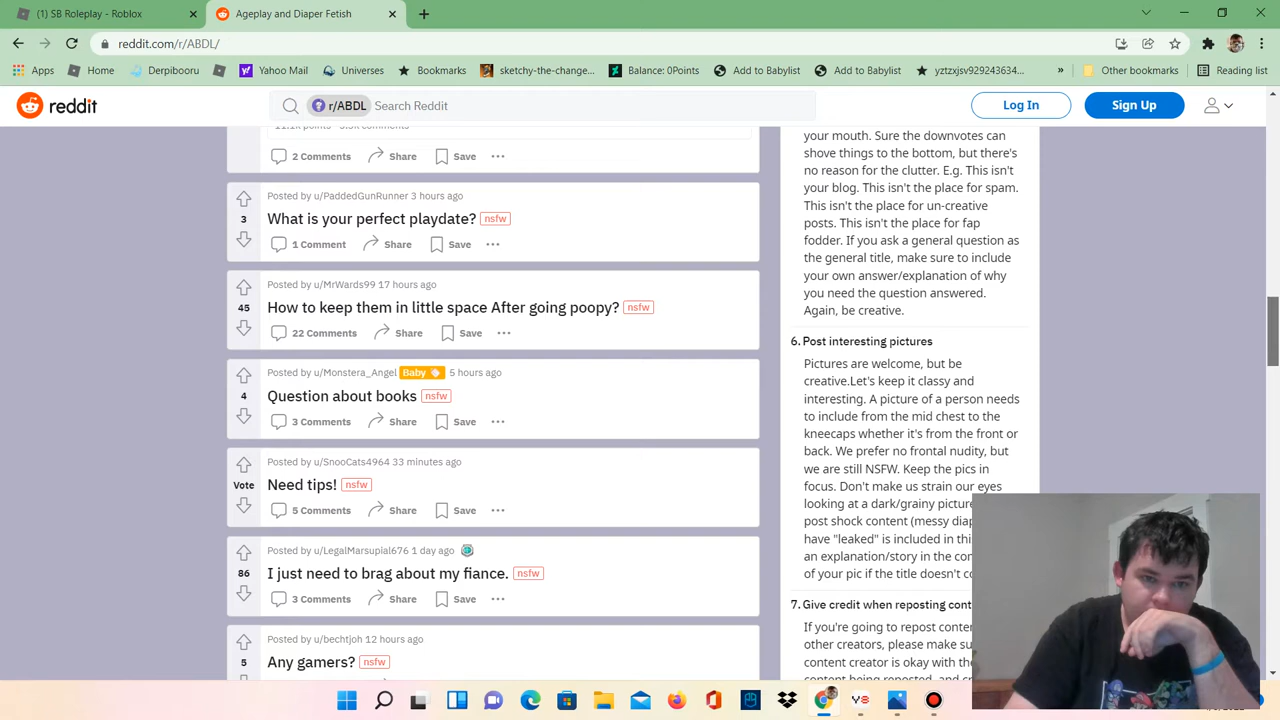 (1) SB Roleplay - Roblox
Ageplay and Diaper Fetish
reddit.com/r/ABDL/
Apps
Home
Derpibooru
Yahoo Mail
Universes
Bookmarks
sketchy-the-change...
Balance: 0Points
Add to Babylist
Add to Babylist
yztzxjsv929243634...
»
Other bookmarks
Reading list
reddit
r/ABDL Search Reddit
Log In
Sign Up
2 Comments Share Save
Posted by u/PaddedGunRunner 3 hours ago
3
What is your perfect playdate? nsfw
1 Comment Share Save
Posted by u/MrWards99 17 hours ago
45
How to keep them in little space After going poopy? nsfw
22 Comments Share Save
Posted by u/Monstera_Angel Baby 5 hours ago
4
Question about books nsfw
3 Comments Share Save
Posted by u/SnooCats4964 33 minutes ago
Vote
Need tips! nsfw
5 Comments Share Save
Posted by u/LegalMarsupial676 1 day ago
86
I just need to brag about my fiance. nsfw
3 Comments Share Save
Posted by u/bechtjoh 12 hours ago
5
Any gamers? nsfw
your mouth. Sure the downvotes can
shove things to the bottom, but there's
no reason for the clutter. E.g. This isn't
your blog. This isn't the place for spam.
This isn't the place for un-creative
posts. This isn't the place for fap
fodder. If you ask a general question as
the general title, make sure to include
your own answer/explanation of why
you need the question answered.
Again, be creative.
6. Post interesting pictures
Pictures are welcome, but be
creative.Let's keep it classy and
interesting. A picture of a person needs
to include from the mid chest to the
kneecaps whether it's from the front or
back. We prefer no frontal nudity, but
we are still NSFW. Keep the pics in
focus. Don't make us strain our eyes
looking at a dark/grainy picture
post shock content (messy diap
have "leaked" is included in thi
an explanation/story in the con
of your pic if the title doesn't co
7. Give credit when reposting cont
If you're going to repost conten
other creators, please make su
content creator is okay with the